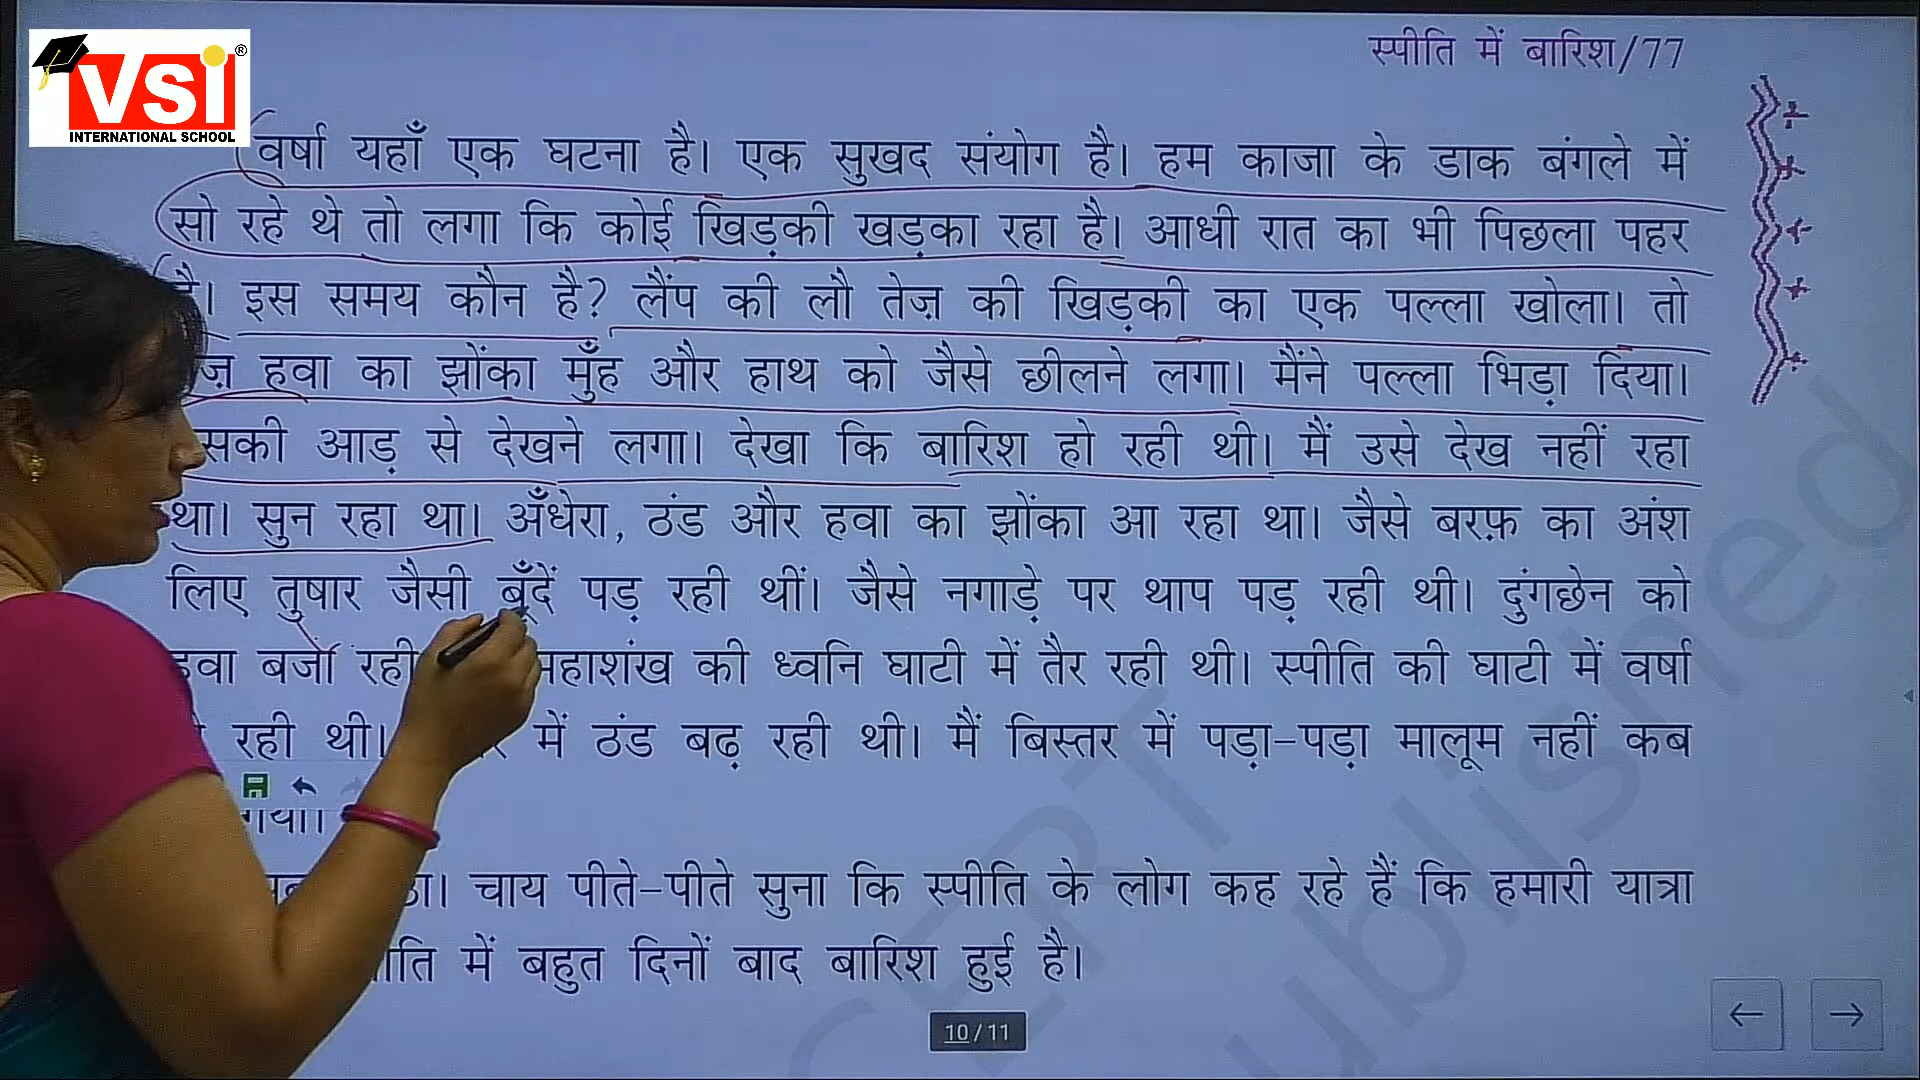 VSI®
INTERNATIONAL SCHOOL
स्पीति में बारिश/77
वर्षा यहाँ एक घटना है। एक सुखद संयोग है। हम काजा के डाक बंगले में
सो रहे थे तो लगा कि कोई खिड़की खड़का रहा है। आधी रात का भी पिछला पहर
है। इस समय कौन है? लैंप की लौ तेज़ की खिड़की का एक पल्ला खोला। तो
हवा का झोंका मुँह और हाथ को जैसे छीलने लगा। मैंने पल्ला भिड़ा दिया।
आड़ से देखने लगा। देखा कि बारिश हो रही थी। मैं उसे देख नहीं रहा
था। सुन रहा था। अँधेरा, ठंड और हवा का झोंका आ रहा था। जैसे बरफ़ का अंश
लिए तुषार जैसी बूँदें पड़ रही थीं। जैसे नगाड़े पर थाप पड़ रही थी। दुंगछेन को
हवा बजा रही महाशंख की ध्वनि घाटी में तैर रही थी। स्पीति की घाटी में वर्षा
रही थी। में ठंड बढ़ रही थी। मैं बिस्तर में पड़ा-पड़ा मालूम नहीं कब
गया।
चाय पीते-पीते सुना कि स्पीति के लोग कह रहे हैं कि हमारी यात्रा
में बहुत दिनों बाद बारिश हुई है।
10/11